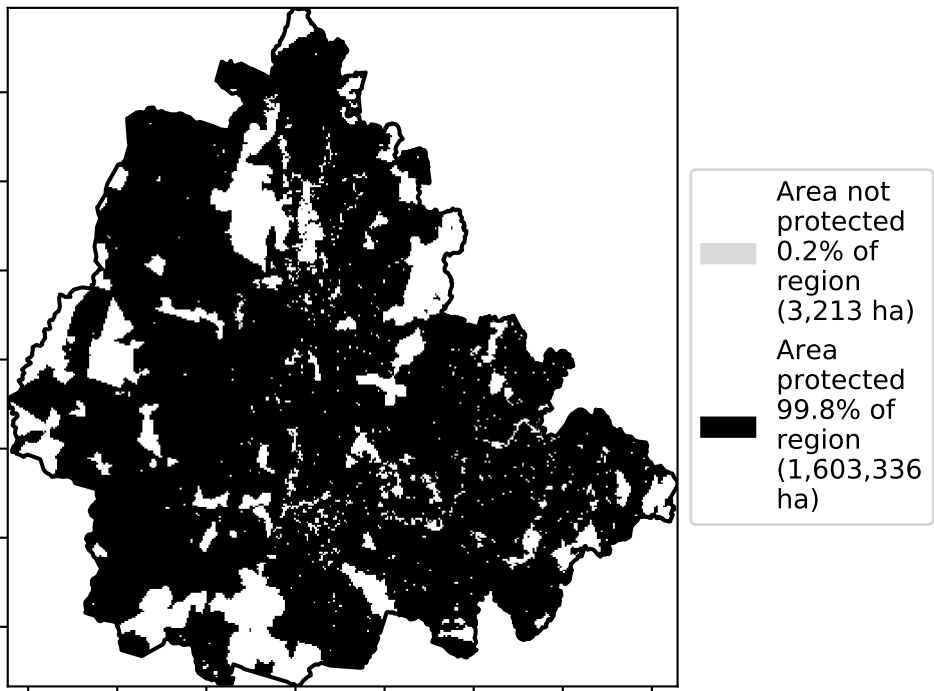 Area not
protected
0.2% of
region
(3,213 ha)
Area
protected
99.8% of
region
(1,603,336
ha)